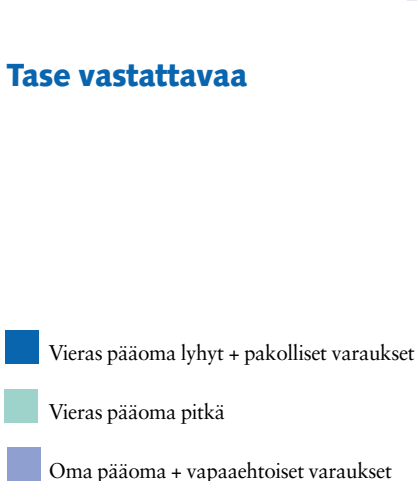 Tase vastattavaa
Vieras pääoma lyhyt + pakolliset varaukset
Vieras pääoma pitkä
Oma pääoma + vapaaehtoiset varaukset